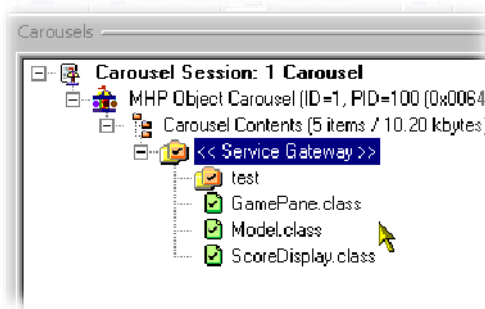 Carousels
Carousel Session: 1 Carousel
MHP Object Carousel (ID=1, PID=100 (0x0064
Carousel Contents (5 items / 10.20 kbytes)
<< Service Gateway >>
test
GamePane.class
Model.class
ScoreDisplay.class